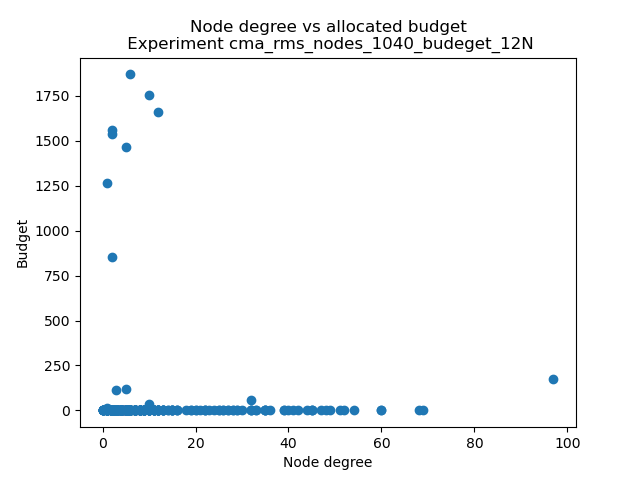 Node degree vs allocated budget
Experiment cma_rms_nodes_1040_budeget_12N
1750
1500
1250
1000
750
500
250
0
Budget
0 20 40 60 80 100
Node degree